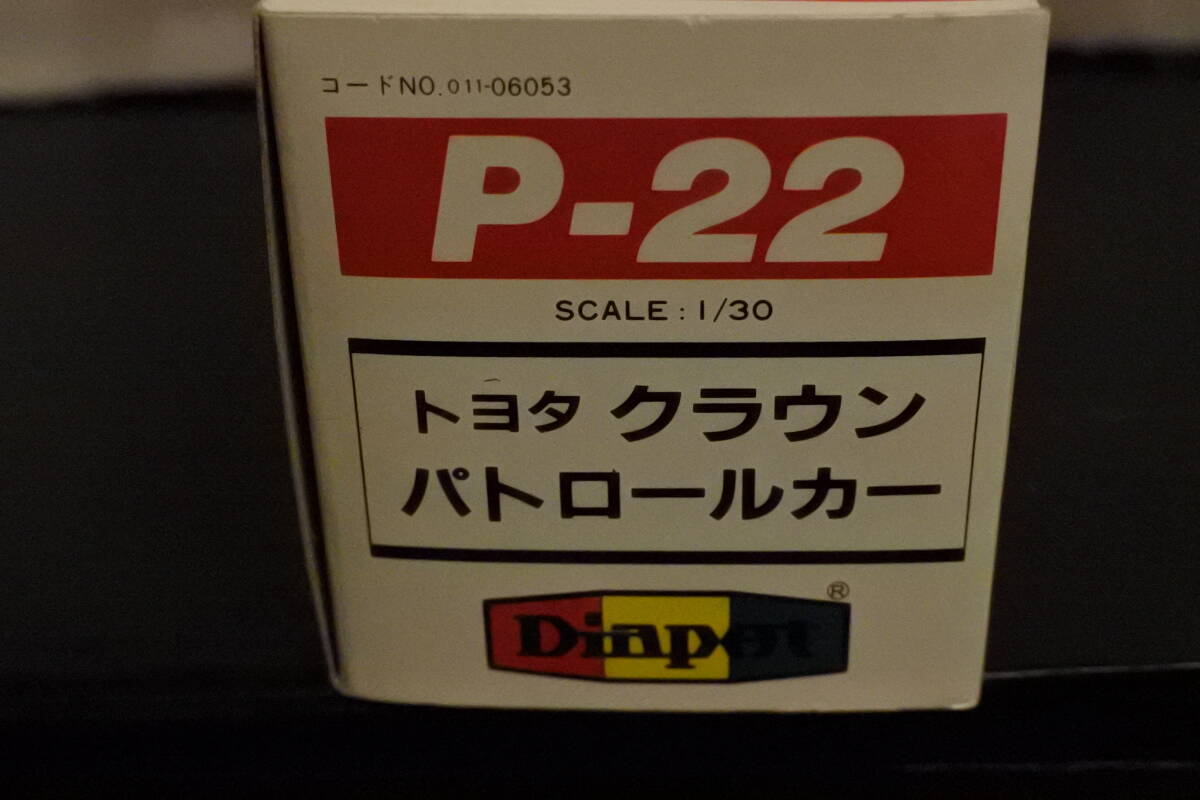 コードNO. 011-06053
P-22
SCALE : 1/30
トヨタ クラウン
パトロールカー
®
Diapet